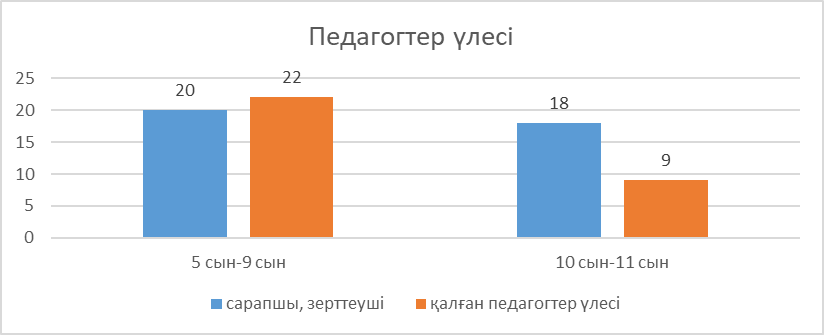 Педагогтер үлесі
25
20
15
10
5
0
20
22
18
9
5 сын-9 сын
10 сын-11 сын
сарапшы, зерттеуші
қалған педагогтер үлесі